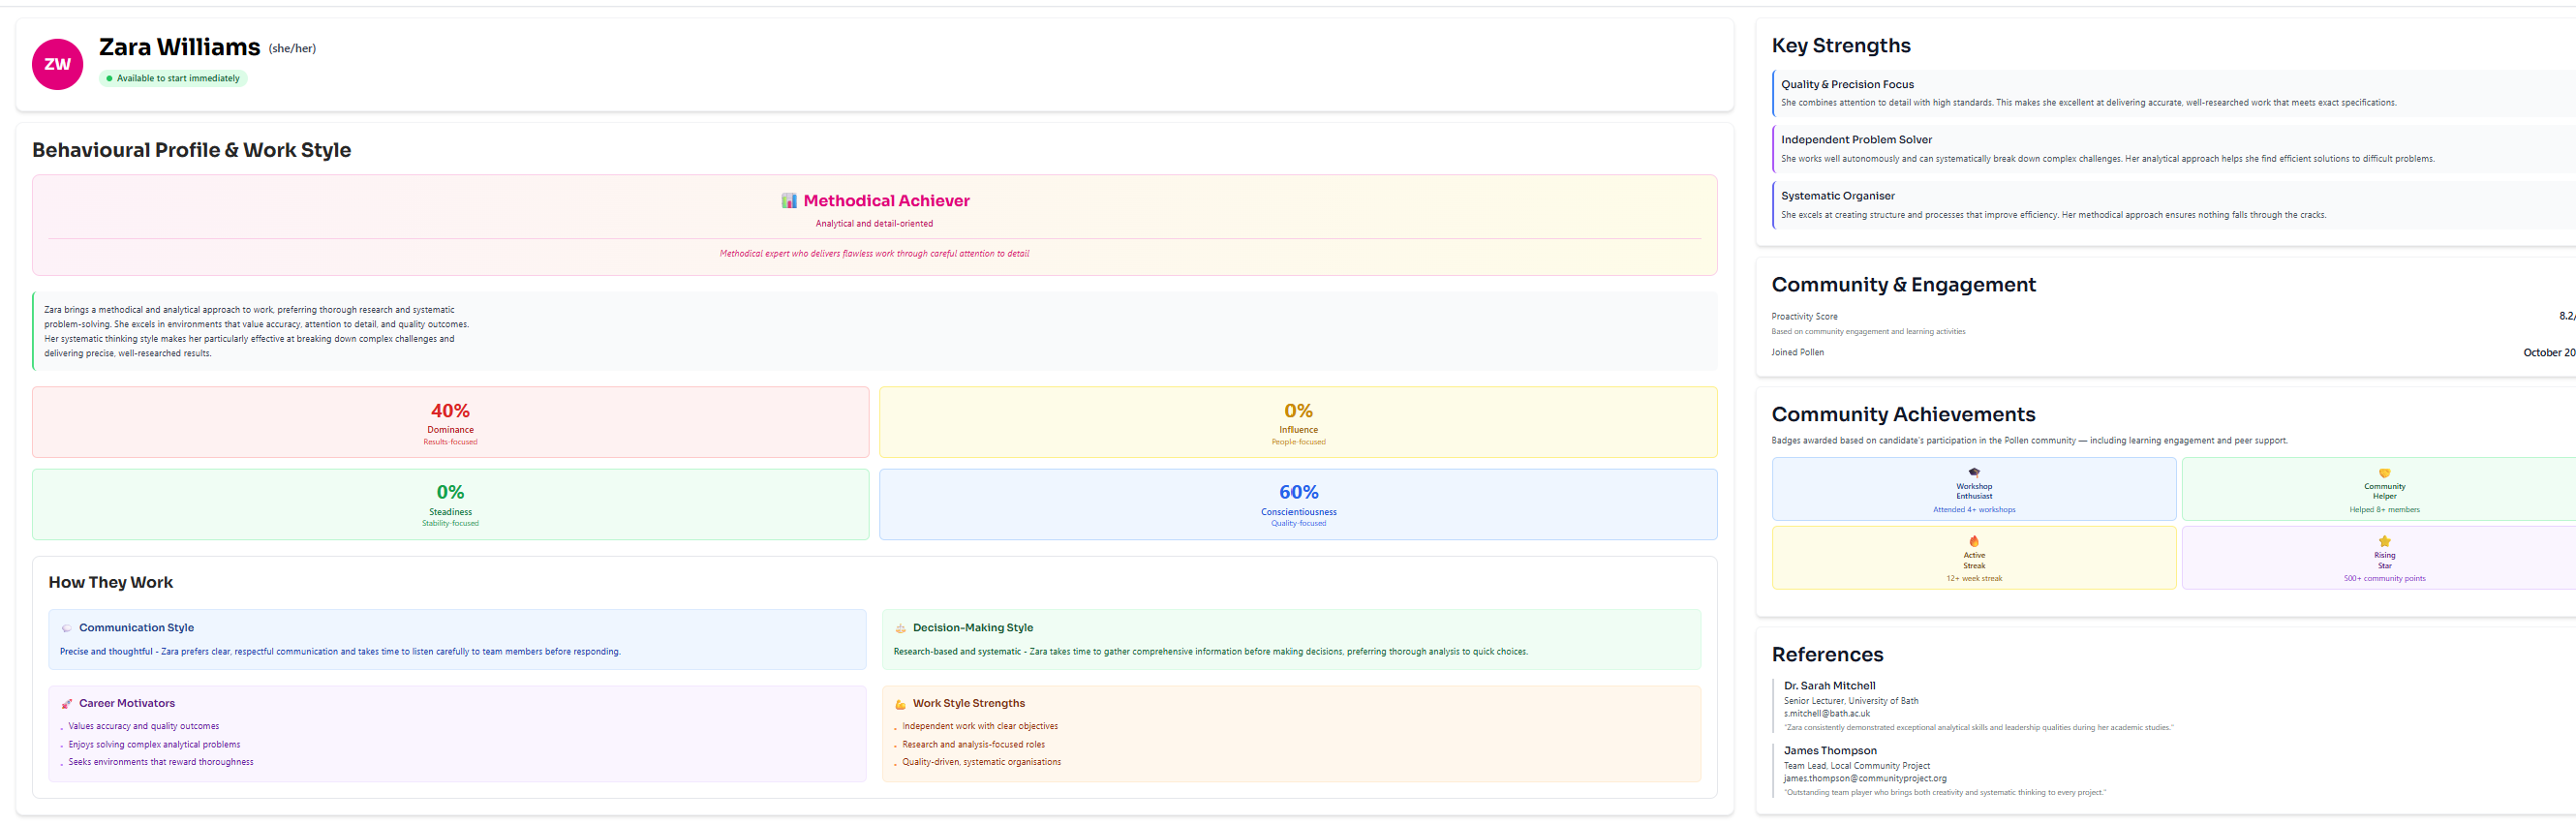 ZW
Zara Williams (she/her)
Available to start immediately
Behavioural Profile & Work Style
Methodical Achiever
Analytical and detail-oriented
Methodical expert who delivers flawless work through careful attention to detail
Zara brings a methodical and analytical approach to work, preferring thorough research and systematic
problem-solving. She excels in environments that value accuracy, attention to detail, and quality outcomes.
Her systematic thinking style makes her particularly effective at breaking down complex challenges and
delivering precise, well-researched results.
40%
Dominance
Results-focused
0%
Influence
People-focused
0%
Steadiness
Stability-focused
60%
Conscientiousness
Quality-focused
How They Work
Communication Style
Precise and thoughtful - Zara prefers clear, respectful communication and takes time to listen carefully to team members before responding.
Decision-Making Style
Research-based and systematic - Zara takes time to gather comprehensive information before making decisions, preferring thorough analysis to quick choices.
Career Motivators
• Values accuracy and quality outcomes
• Enjoys solving complex analytical problems
• Seeks environments that reward thoroughness
Work Style Strengths
• Independent work with clear objectives
• Research and analysis-focused roles
• Quality-driven, systematic organisations
Key Strengths
Quality & Precision Focus
She combines attention to detail with high standards. This makes she excellent at delivering accurate, well-researched work that meets exact specifications.
Independent Problem Solver
She works well autonomously and can systematically break down complex challenges. Her analytical approach helps she find efficient solutions to difficult problems.
Systematic Organiser
She excels at creating structure and processes that improve efficiency. Her methodical approach ensures nothing falls through the cracks.
Community & Engagement
Proactivity Score
8.2/
Based on community engagement and learning activities
Joined Pollen
October 20
Community Achievements
Badges awarded based on candidate's participation in the Pollen community — including learning engagement and peer support.
Workshop
Enthusiast
Attended 4+ workshops
Community
Helper
Helped 8+ members
Active
Streak
12+ week streak
Rising
Star
500+ community points
References
Dr. Sarah Mitchell
Senior Lecturer, University of Bath
s.mitchell@bath.ac.uk
"Zara consistently demonstrated exceptional analytical skills and leadership qualities during her academic studies."
James Thompson
Team Lead, Local Community Project
james.thompson@communityproject.org
"Outstanding team player who brings both creativity and systematic thinking to every project."